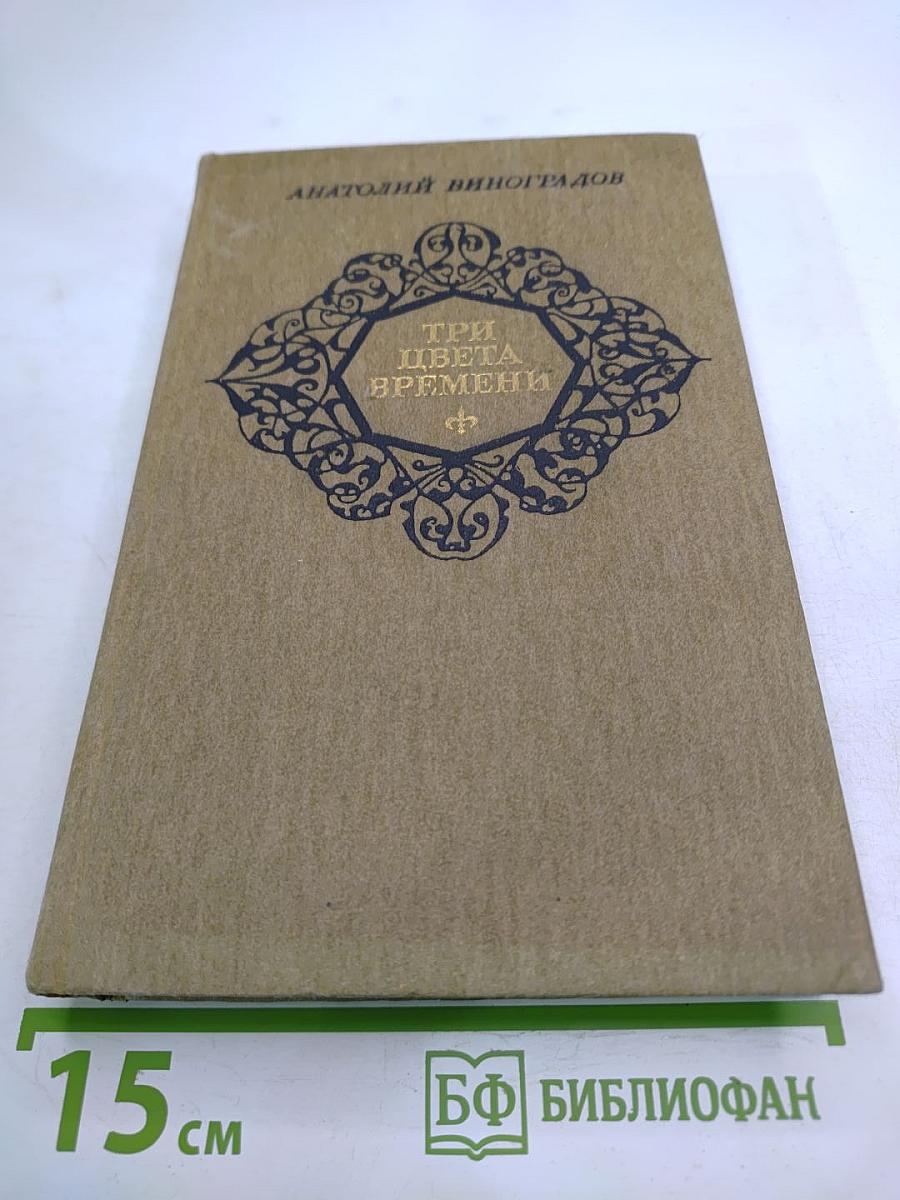 АНАТОЛИЙ ВИНОГРАДОВ
ТРИ
ЦВЕТА
ВРЕМЕНИ
15 см
БФ БИБЛИОФАН